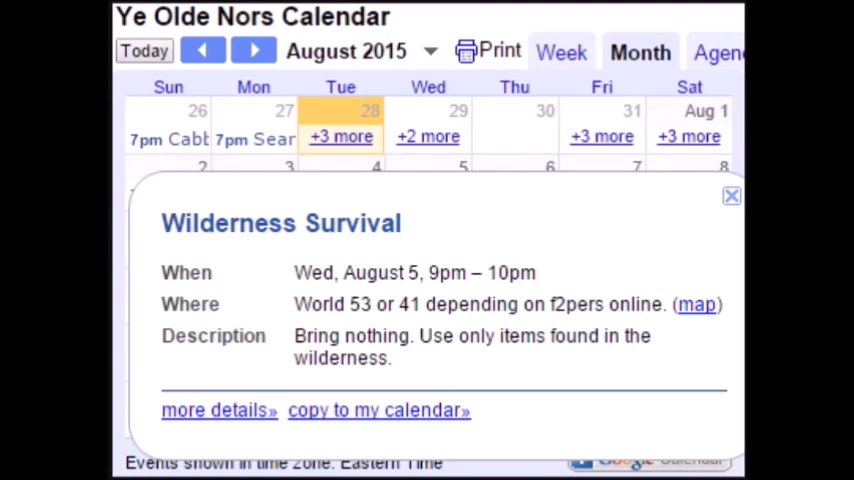 Ye Olde Nors Calendar
Today August 2015 Print Week Month Agen
Sun Mon Tue Wed Thu Fri Sat
26 27 28 29 30 31 Aug 1
7pm Cabb 7pm Sear +3 more +2 more +3 more +3 more
2 3 4 5 6 7 8
Wilderness Survival
When Wed, August 5, 9pm – 10pm
Where World 53 or 41 depending on f2pers online. (map)
Description Bring nothing. Use only items found in the
wilderness.
more details» copy to my calendar»
Events shown in time zone: Eastern Time Google Calendar